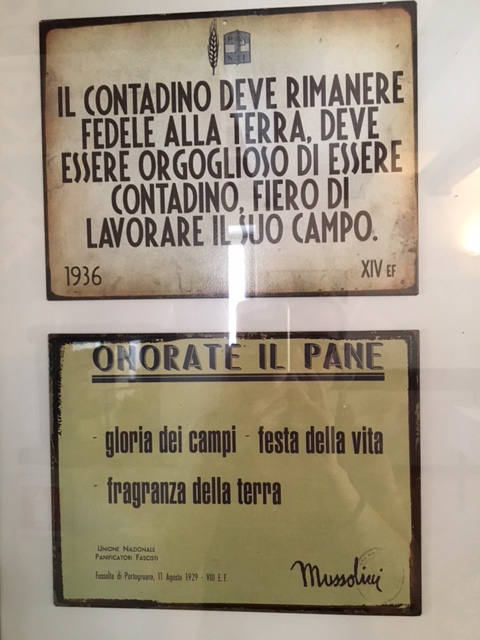 IL CONTADINO DEVE RIMANERE
FEDELE ALLA TERRA, DEVE
ESSERE ORGOGLIOSO DI ESSERE
CONTADINO, FIERO DI
LAVORARE IL SUO CAMPO.
1936
XIV EF
ONORATE IL PANE
- gloria dei campi - festa della vita
- fragranza della terra
UNIONE NAZIONALE
PANIFICATORI FASCISTI
Fossalta di Portogruaro, 11 Agosto 1929 - VIII E.F.
Mussolini